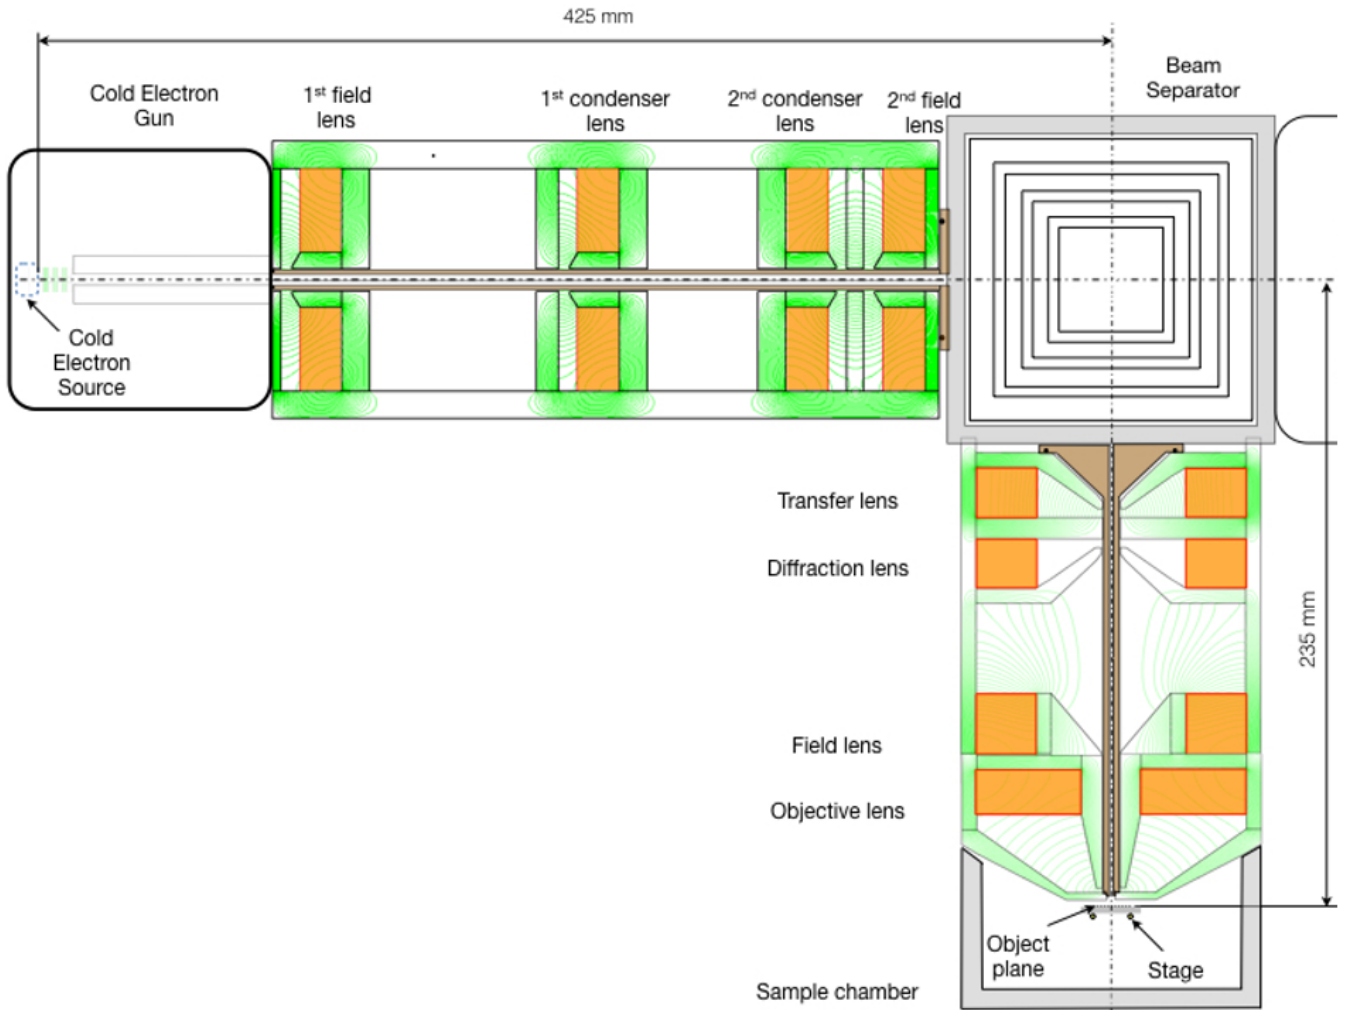 425 mm
Beam
Separator
Cold Electron
Gun
1st field
lens
1st condenser
lens
2nd condenser
lens
2nd field
lens
Cold
Electron
Source
Transfer lens
Diffraction lens
235 mm
Field lens
Objective lens
Object
plane
Stage
Sample chamber